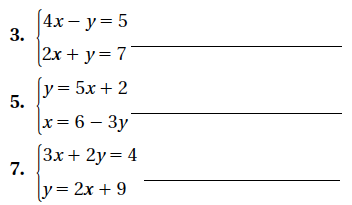 3. 4x – y = 5
2x + y = 7
5. y = 5x + 2
x = 6 – 3y
7. 3x + 2y = 4
y = 2x + 9